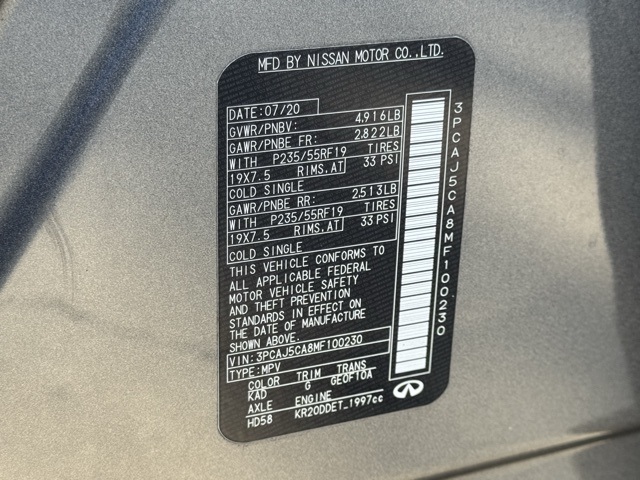 MFD BY NISSAN MOTOR CO.,LTD.
DATE:07/20
GVWR/PNBV: 4,916LB
GAWR/PNBE FR: 2,822LB
WITH P235/55RF19 TIRES
19X7.5 RIMS,AT 33 PSI
COLD SINGLE
GAWR/PNBE RR: 2,513LB
WITH P235/55RF19 TIRES
19X7.5 RIMS,AT 33 PSI
COLD SINGLE
THIS VEHICLE CONFORMS TO
ALL APPLICABLE FEDERAL
MOTOR VEHICLE SAFETY
AND THEFT PREVENTION
STANDARDS IN EFFECT ON
THE DATE OF MANUFACTURE
SHOWN ABOVE.
VIN:3PCAJ5CA8MF100230
TYPE:MPV
COLOR TRIM TRANS
KAD G GE0F10A
AXLE ENGINE
HD58 KR20DDET 1997cc
3PCAJ5CA8MF100230